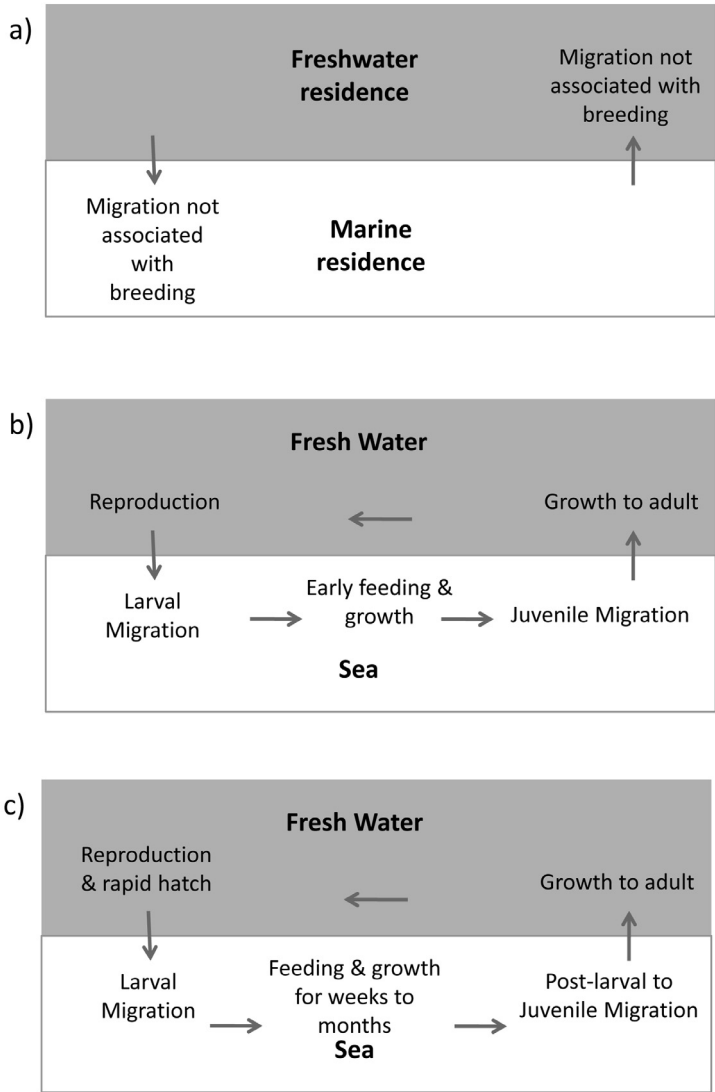 a)
Freshwater
residence
Migration not
associated with
breeding
Migration not
associated
with
breeding
Marine
residence
b)
Fresh Water
Reproduction
Growth to adult
Larval
Migration
Early feeding &
growth
Juvenile Migration
Sea
c)
Fresh Water
Reproduction
& rapid hatch
Growth to adult
Larval
Migration
Feeding & growth
for weeks to
months
Post-larval to
Juvenile Migration
Sea